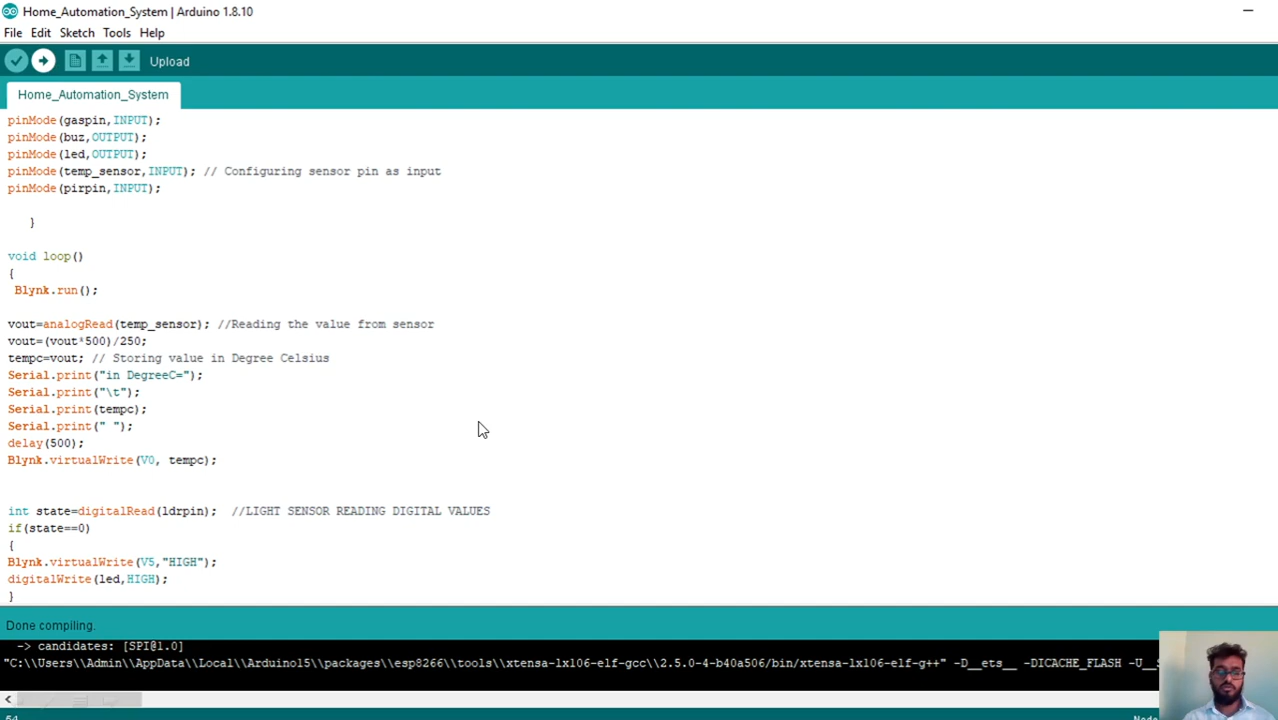 Home_Automation_System | Arduino 1.8.10
File Edit Sketch Tools Help
Upload
Home_Automation_System
pinMode(gaspin,INPUT);
pinMode(buz,OUTPUT);
pinMode(led,OUTPUT);
pinMode(temp_sensor,INPUT); // Configuring sensor pin as input
pinMode(pirpin,INPUT);
}
void loop()
{
Blynk.run();
vout=analogRead(temp_sensor); //Reading the value from sensor
vout=(vout*500)/250;
tempc=vout; // Storing value in Degree Celsius
Serial.print("in DegreeC=");
Serial.print("\t");
Serial.print(tempc);
Serial.print(" ");
delay(500);
Blynk.virtualWrite(V0, tempc);
int state=digitalRead(ldrpin); //LIGHT SENSOR READING DIGITAL VALUES
if(state==0)
{
Blynk.virtualWrite(V5,"HIGH");
digitalWrite(led,HIGH);
}
Done compiling.
-> candidates: [SPI@1.0]
"C:\\Users\\Admin\\AppData\\Local\\Arduino15\\packages\\esp8266\\tools\\xtensa-lx106-elf-gcc\\2.5.0-4-b40a506/bin/xtensa-lx106-elf-g++" -D__ets__ -DICACHE_FLASH